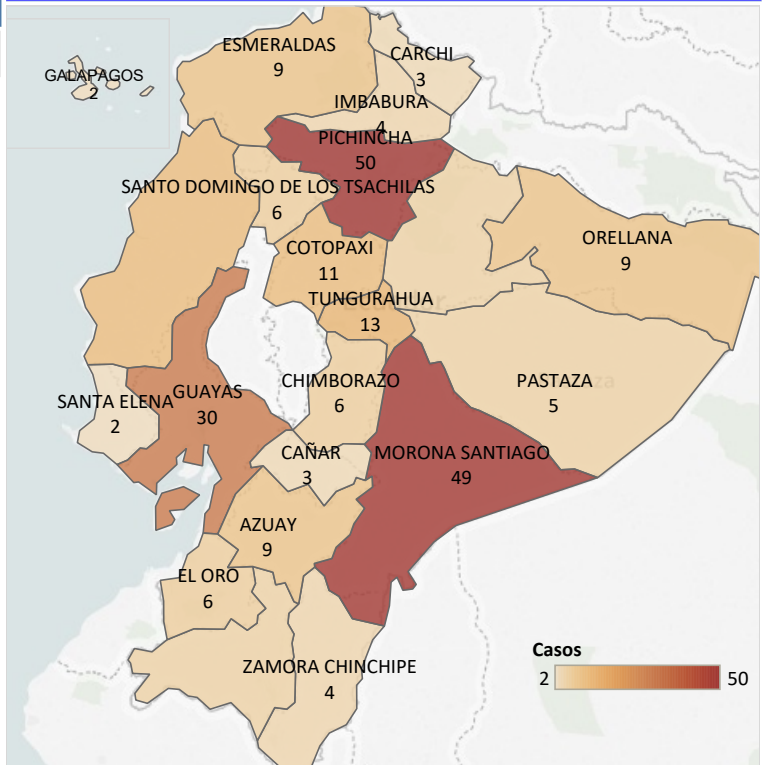 ESMERALDAS
9
CARCHI
3
GALAPAGOS
2
IMBABURA
4
PICHINCHA
50
SANTO DOMINGO DE LOS TSACHILAS
6
ORELLANA
9
COTOPAXI
11
TUNGURAHUA
13
CHIMBORAZO
6
PASTAZA
5
GUAYAS
30
SANTA ELENA
2
CAÑAR
3
MORONA SANTIAGO
49
AZUAY
9
EL ORO
6
ZAMORA CHINCHIPE
4
Casos
2 50